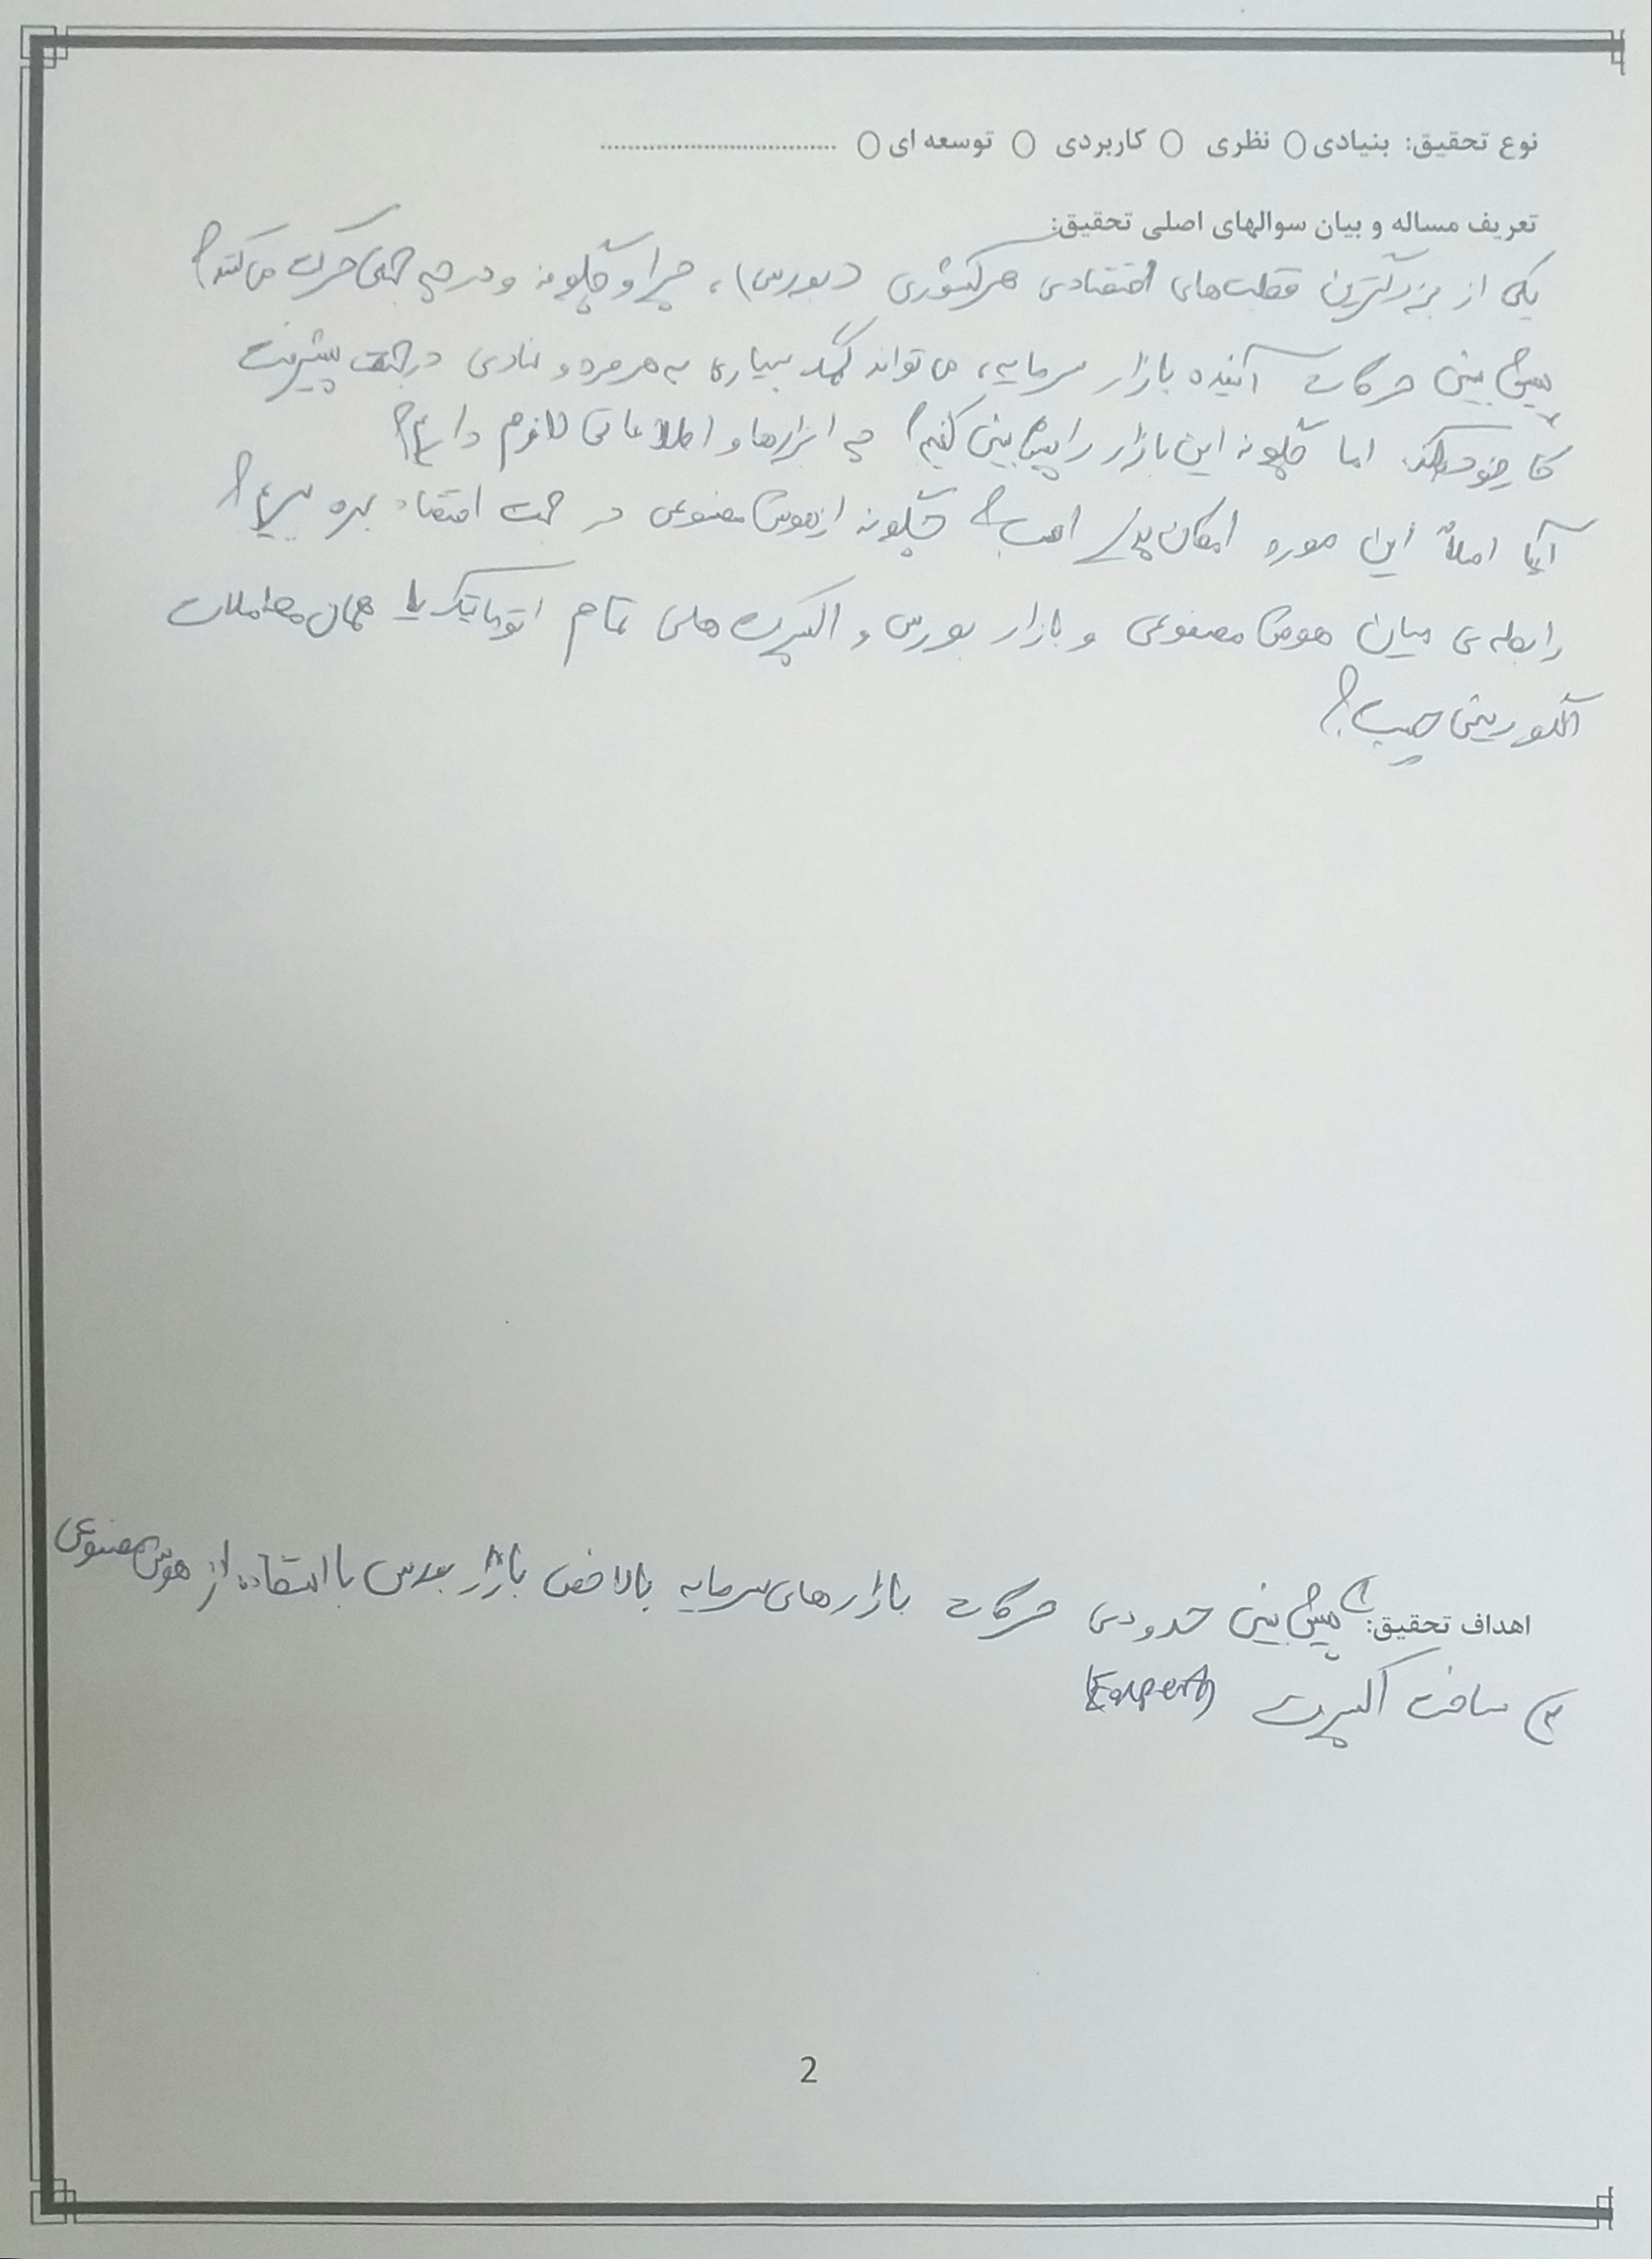 نوع تحقیق: بنیادی○ نظری ○ کاربردی ○ توسعه ای ○ ..................................
تعریف مساله و بیان سوالهای اصلی تحقیق:
یکی از بزرگترین قطب‌های اقتصادی هر کشوری (بورس)، چرا و چگونه و در چه جهتی حرکت می‌کند؟
پیش بینی حرکات آینده بازار سرمایه، می‌تواند کمک بسیاری به هر فرد و نهادی در جهت پیشرفت
کار خود بکند. اما چگونه این بازار را پیش‌بینی کنیم؟ چه ابزارها و اطلاعاتی لازم داریم؟
آیا اصلاً این مورد امکان پذیر است؟ چگونه از هوش مصنوعی در جهت اقتصاد بهره ببریم؟
رابطه‌ی میان هوش مصنوعی و بازار بورس و اکسپرت های تمام اتوماتیک یا همان معاملات
الگوریتمی چیست؟
اهداف تحقیق: ۱) پیش بینی حدودی حرکات بازارهای سرمایه بالاخص بازار بورس با استفاده از هوش مصنوعی
۲) ساخت اکسپرت (Expert)
2